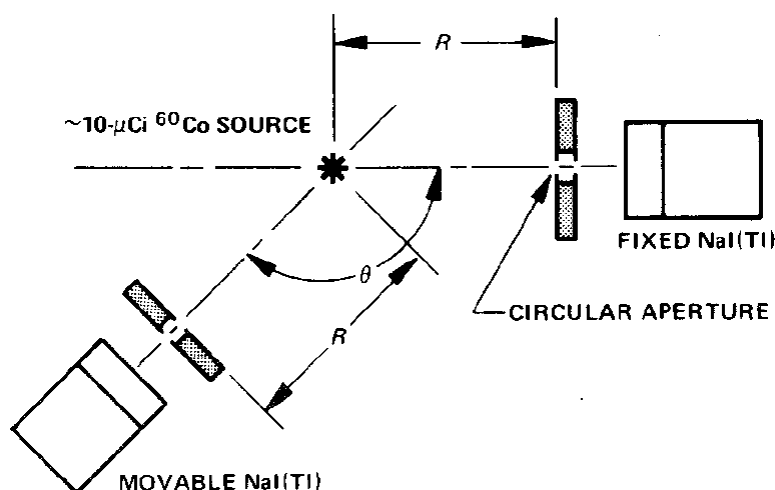 R
~10-μCi ⁶⁰Co SOURCE
FIXED NaI(Tl)
θ
R
CIRCULAR APERTURE
MOVABLE NaI(Tl)